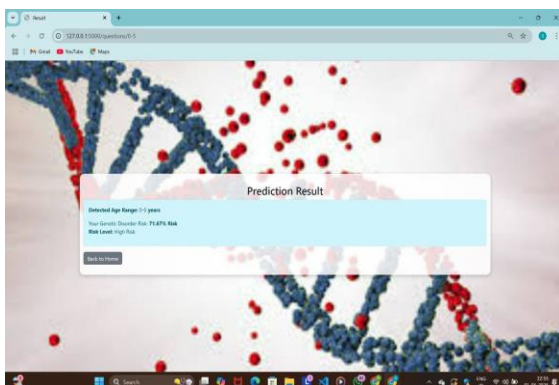 Result
127.0.0.1:5000/questions/0-5
Gmail YouTube Maps
Prediction Result
Detected Age Range: 0-5 years
Your Genetic Disorder Risk: 71.67% Risk
Risk Level: High Risk
Back to Home
Search
ENG